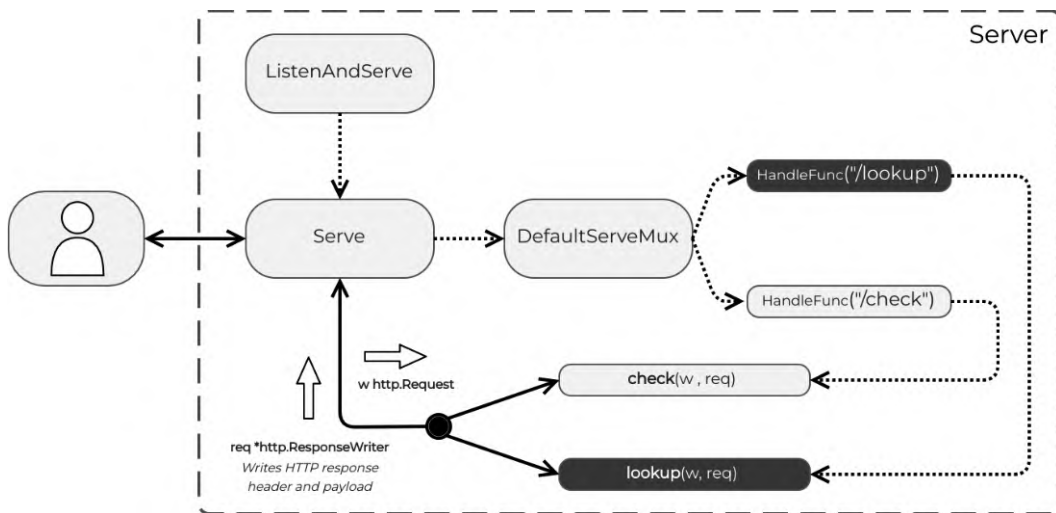 Server
ListenAndServe
HandleFunc("/lookup")
Serve
DefaultServeMux
HandleFunc("/check")
w http.Request
check(w , req)
req *http.ResponseWriter
Writes HTTP response
header and payload
lookup(w, req)